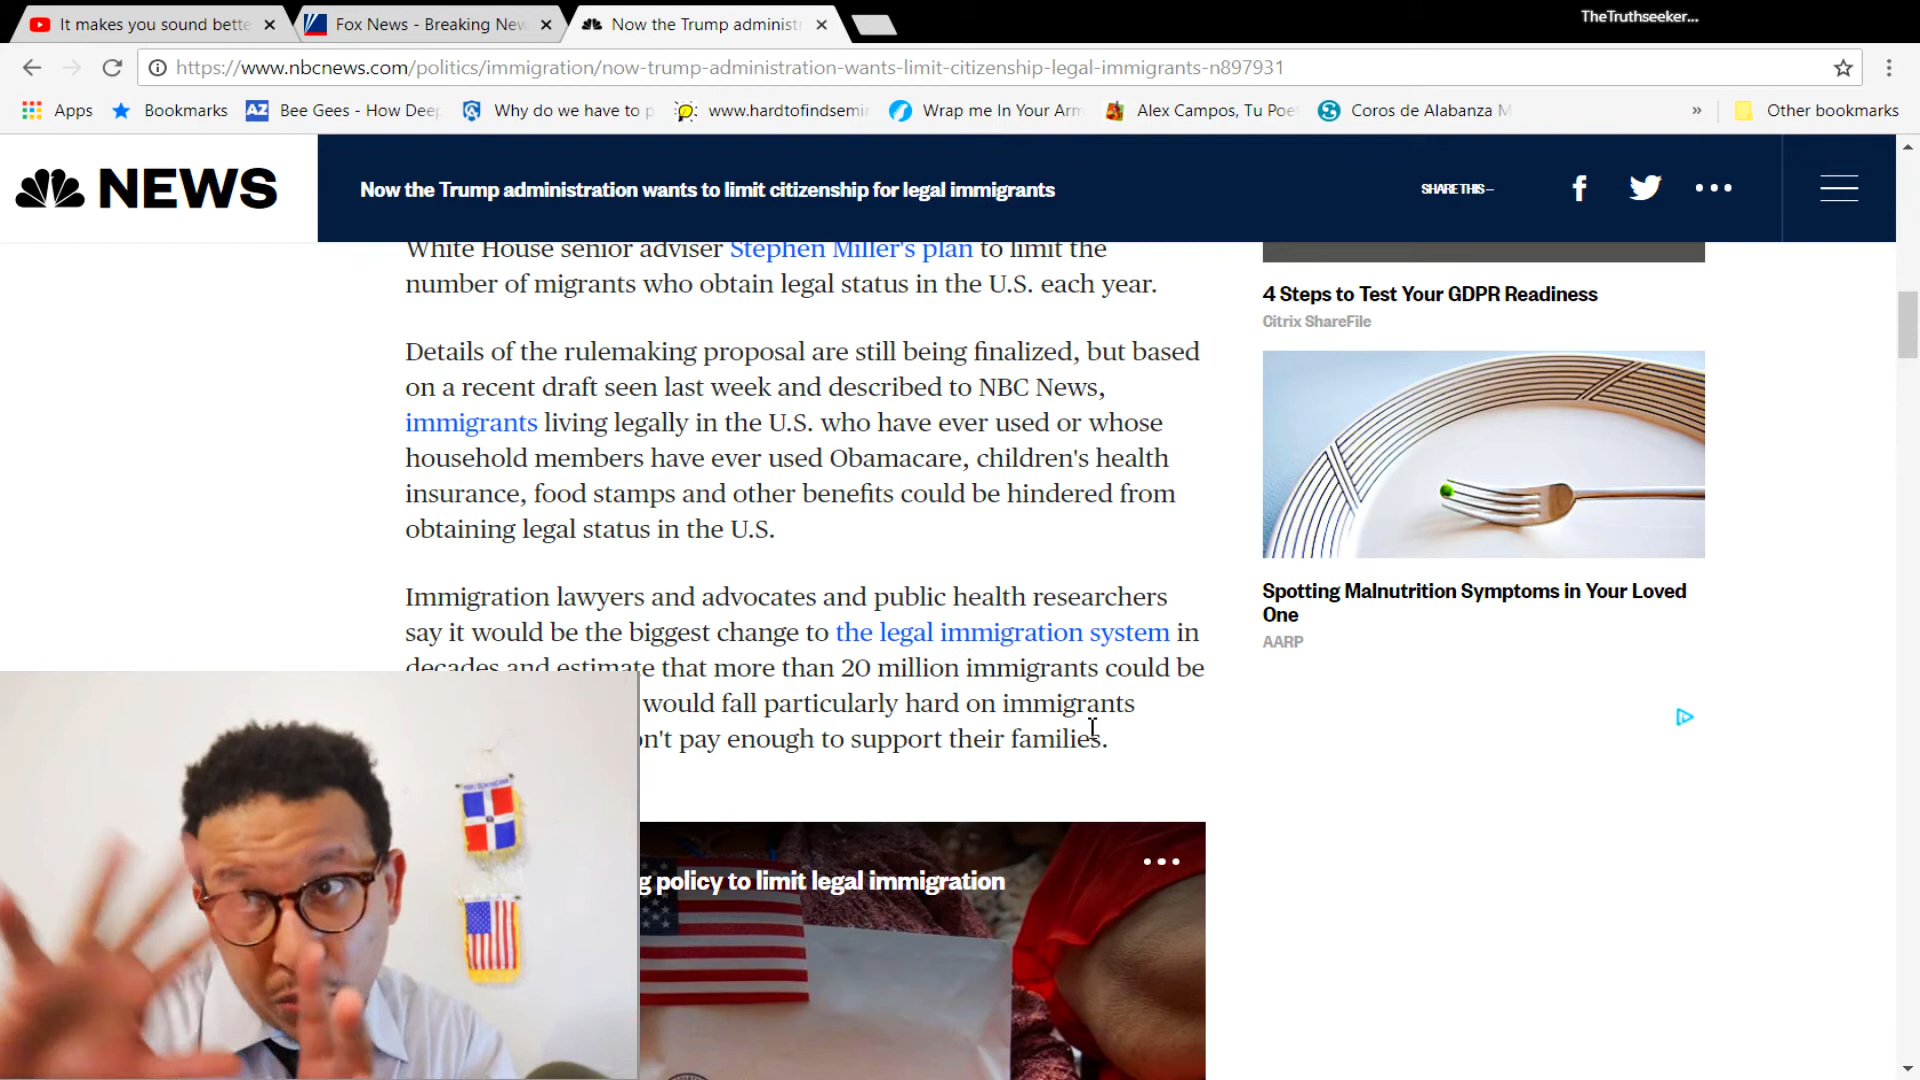 It makes you sound bette
Fox News - Breaking New
Now the Trump administ
TheTruthseeker...
https://www.nbcnews.com/politics/immigration/now-trump-administration-wants-limit-citizenship-legal-immigrants-n897931
Apps
Bookmarks
AZ
Bee Gees - How Deep
Why do we have to p
www.hardtofindsemi
Wrap me In Your Arm
Alex Campos, Tu Poe
Coros de Alabanza M
»
Other bookmarks
NEWS
Now the Trump administration wants to limit citizenship for legal immigrants
SHARE THIS —
White House senior adviser Stephen Miller's plan to limit the
number of migrants who obtain legal status in the U.S. each year.
Details of the rulemaking proposal are still being finalized, but based
on a recent draft seen last week and described to NBC News,
immigrants living legally in the U.S. who have ever used or whose
household members have ever used Obamacare, children's health
insurance, food stamps and other benefits could be hindered from
obtaining legal status in the U.S.
Immigration lawyers and advocates and public health researchers
say it would be the biggest change to the legal immigration system in
decades and estimate that more than 20 million immigrants could be
would fall particularly hard on immigrants
n't pay enough to support their families.
g policy to limit legal immigration
4 Steps to Test Your GDPR Readiness
Citrix ShareFile
Spotting Malnutrition Symptoms in Your Loved
One
AARP